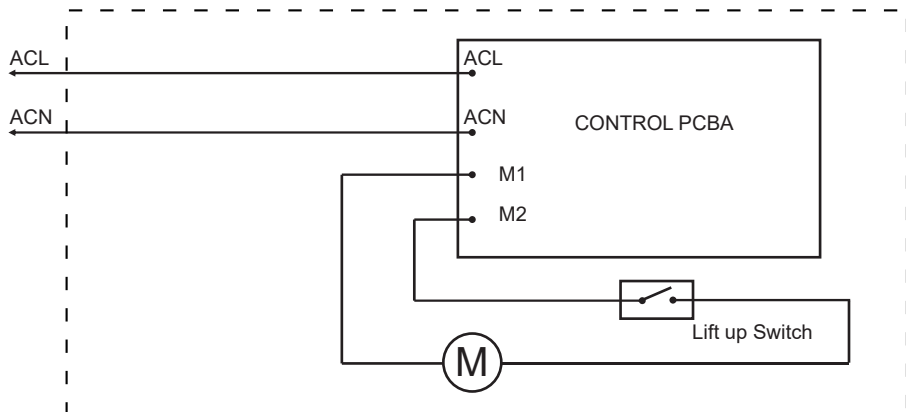 ACL
ACL
ACN
ACN
CONTROL PCBA
M1
M2
Lift up Switch
M